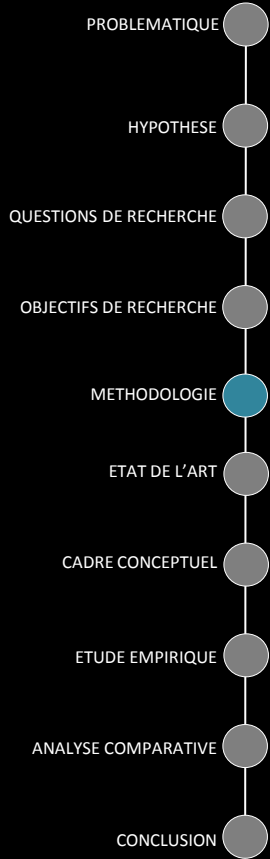 PROBLEMATIQUE
HYPOTHESE
QUESTIONS DE RECHERCHE
OBJECTIFS DE RECHERCHE
METHODOLOGIE
ETAT DE L’ART
CADRE CONCEPTUEL
ETUDE EMPIRIQUE
ANALYSE COMPARATIVE
CONCLUSION